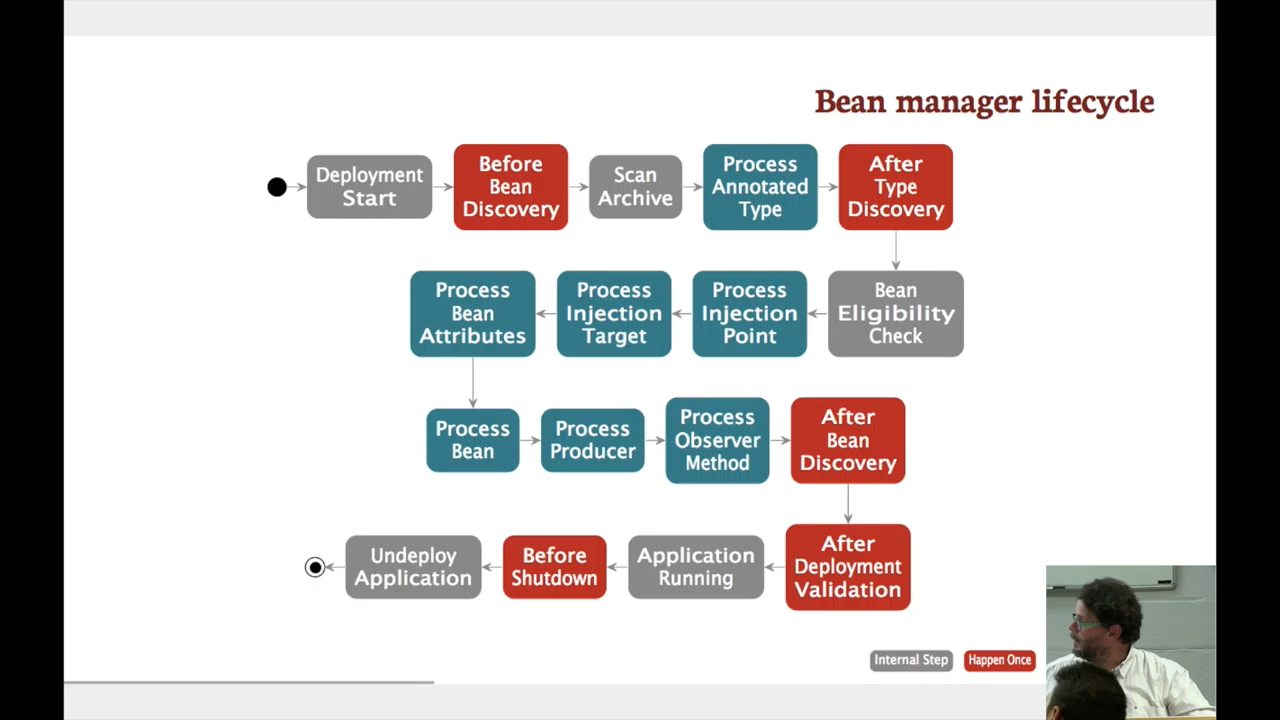 Bean manager lifecycle
Deployment
Start
Before
Bean
Discovery
Scan
Archive
Process
Annotated
Type
After
Type
Discovery
Bean
Eligibility
Check
Process
Injection
Point
Process
Injection
Target
Process
Bean
Attributes
Process
Bean
Process
Producer
Process
Observer
Method
After
Bean
Discovery
After
Deployment
Validation
Application
Running
Before
Shutdown
Undeploy
Application
Internal Step
Happen Once